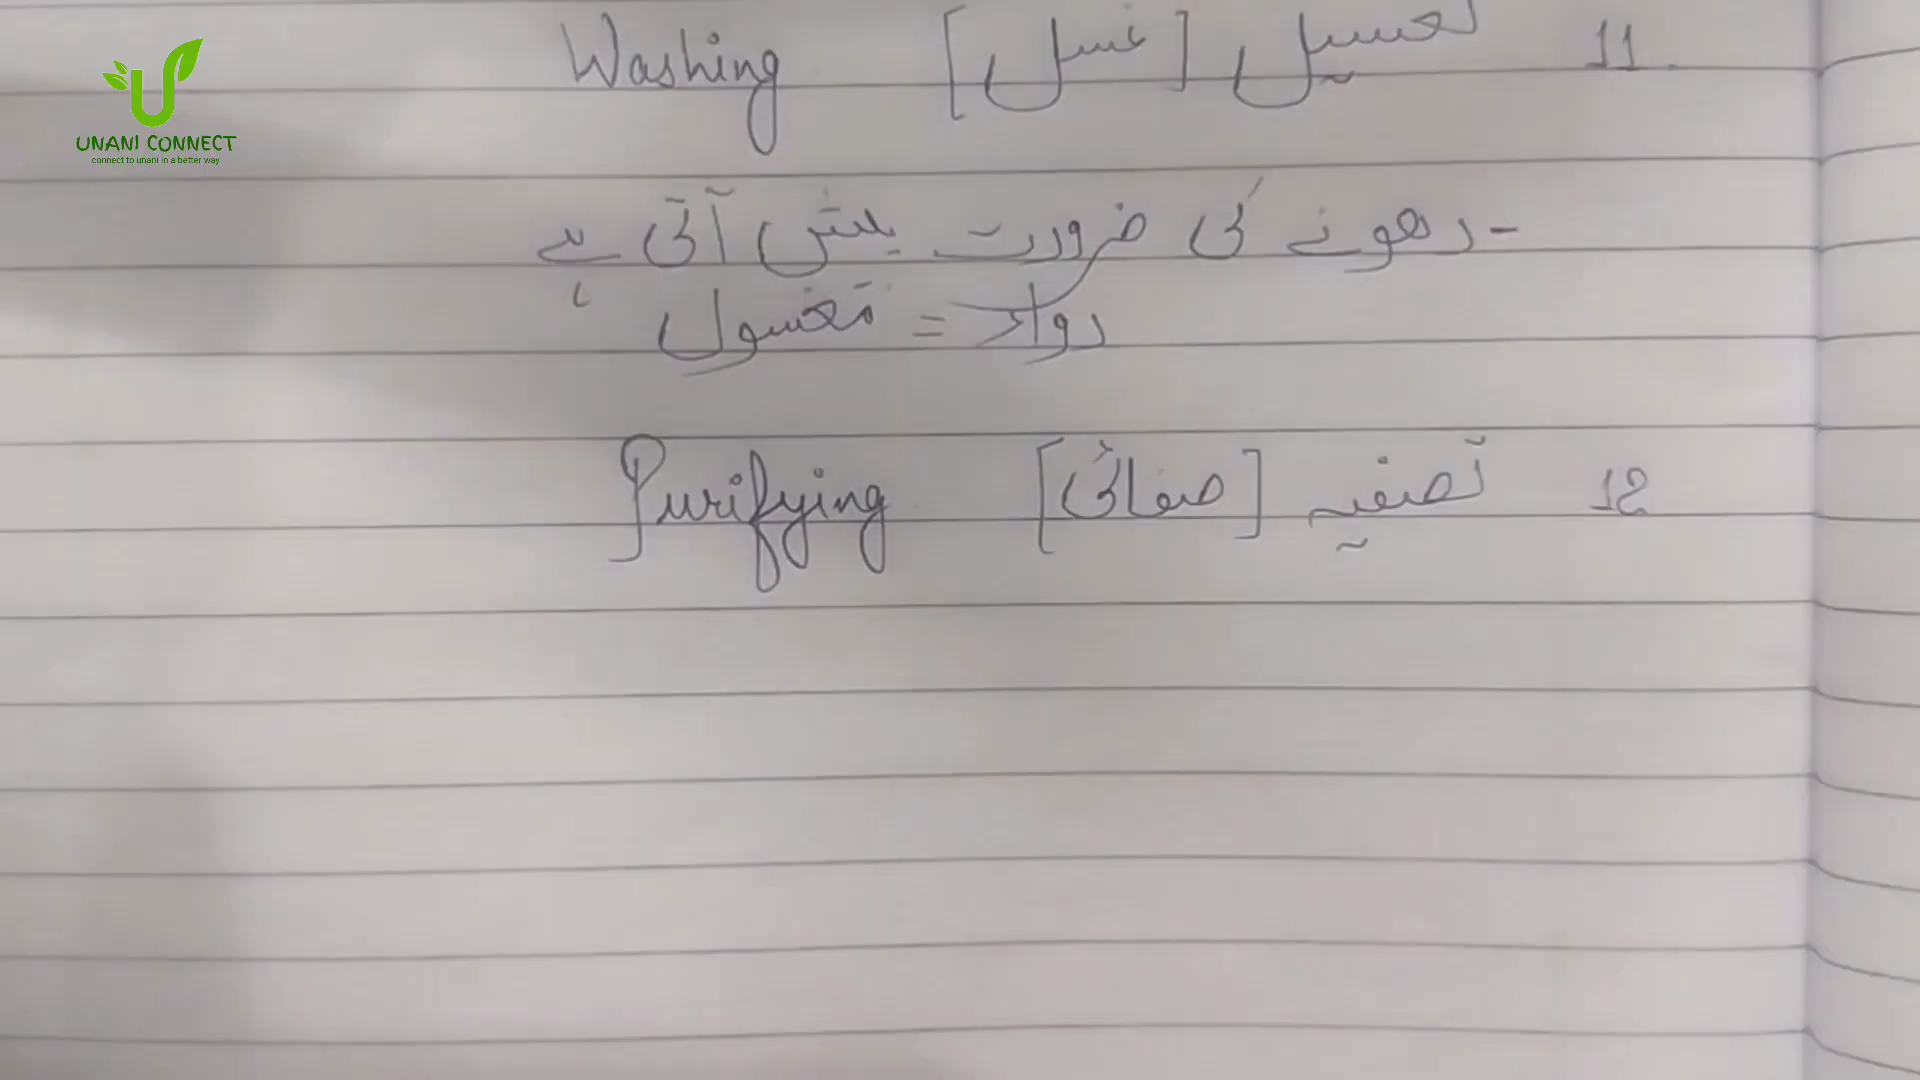 UNANI CONNECT
connect to unani in a better way
11. تغسیل [غسل] Washing
- دھونے کی ضرورت پیش آتی ہے
دواء = مغسول
12 تصفیہ [صفائی] Purifying